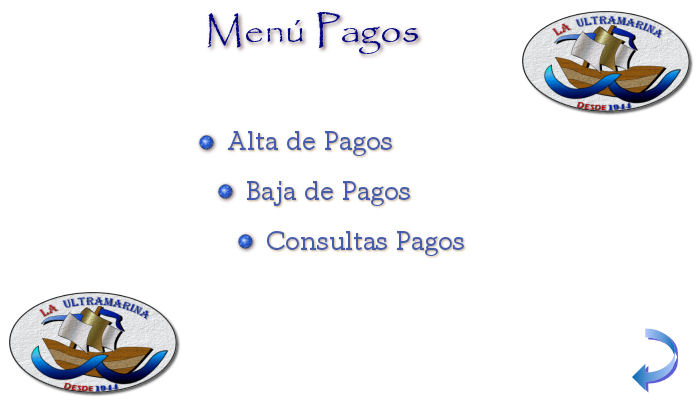 Menú Pagos
LA ULTRAMARINA
DESDE 1944
Alta de Pagos
Baja de Pagos
Consultas Pagos
LA ULTRAMARINA
DESDE 1944